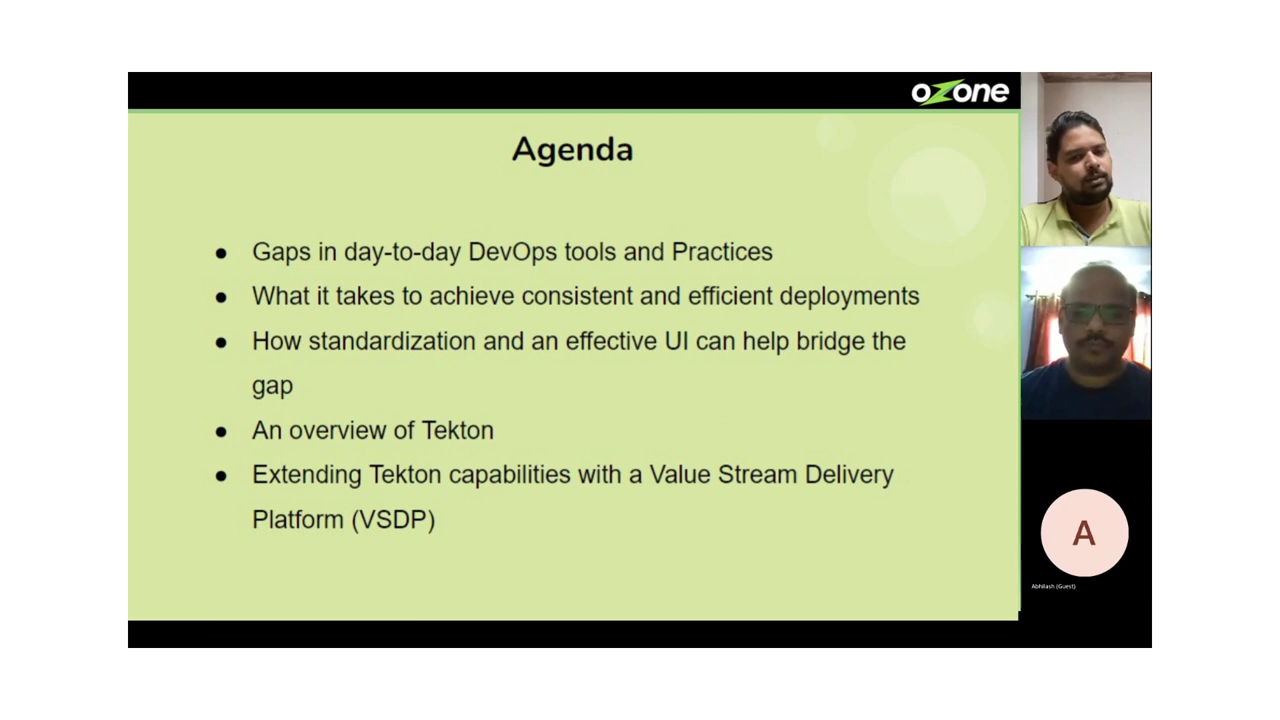 ozone
Agenda
● Gaps in day-to-day DevOps tools and Practices
● What it takes to achieve consistent and efficient deployments
● How standardization and an effective UI can help bridge the
gap
● An overview of Tekton
● Extending Tekton capabilities with a Value Stream Delivery
Platform (VSDP)
A
Abhilash (Guest)